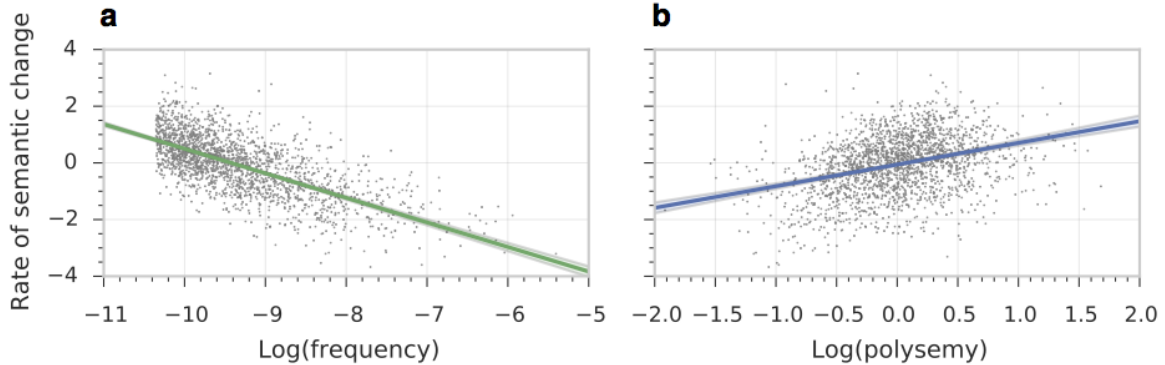 a
b
Rate of semantic change
4
2
0
−2
−4
−11 −10 −9 −8 −7 −6 −5
−2.0 −1.5 −1.0 −0.5 0.0 0.5 1.0 1.5 2.0
Log(frequency)
Log(polysemy)